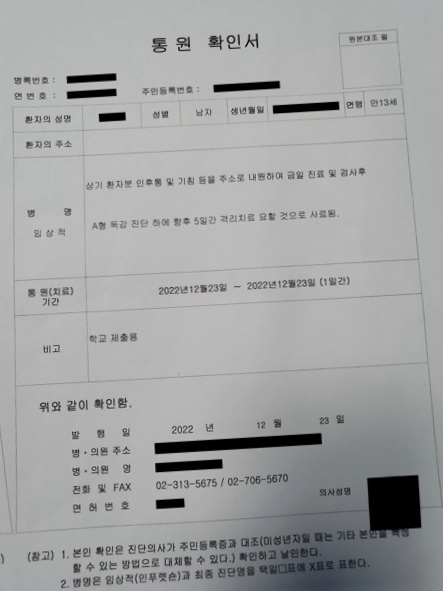 통 원 확인서
원본대조필
병록번호 :
연 번 호 : 주민등록번호 :
환자의 성명 성별 남자 생년월일 연령 만13세
환자의 주소
병 명
임상적
상기 환자분 인후통 및 기침 등을 주소로 내원하여 금일 진료 및 검사후
A형 독감 진단 하에 향후 5일간 격리치료 요할 것으로 사료됨.
통 원(치료)
기간
2022년12월23일 ~ 2022년12월23일 (1일간)
비고
학교 제출용
위와 같이 확인함.
발 행 일 2022 년 12 월 23 일
병·의원 주소
병·의원 명
전화 및 FAX 02-313-5675 / 02-706-5670
면 허 번 호 의사성명
(참고) 1. 본인 확인은 진단의사가 주민등록증과 대조(미성년자일 때는 기타 본인을
할 수 있는 방법으로 대체할 수 있다.) 확인하고 날인한다.
2. 병명은 임상적(인푸렛숀)과 최종 진단명을 택일□표에 X표로 표한다.